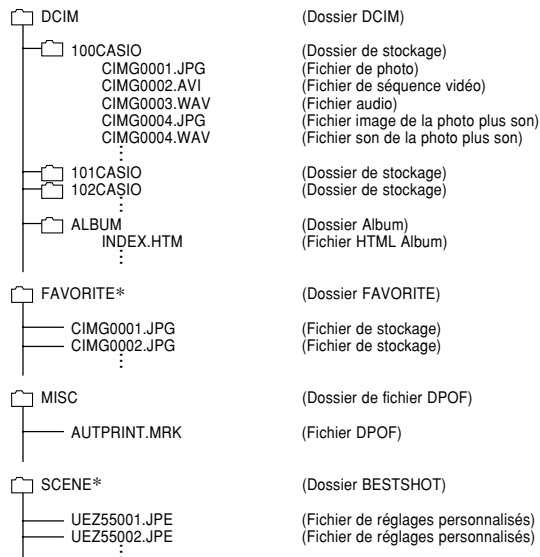 DCIM (Dossier DCIM)
100CASIO (Dossier de stockage)
CIMG0001.JPG (Fichier de photo)
CIMG0002.AVI (Fichier de séquence vidéo)
CIMG0003.WAV (Fichier audio)
CIMG0004.JPG (Fichier image de la photo plus son)
CIMG0004.WAV (Fichier son de la photo plus son)
101CASIO (Dossier de stockage)
102CASIO (Dossier de stockage)
ALBUM (Dossier Album)
INDEX.HTM (Fichier HTML Album)
FAVORITE* (Dossier FAVORITE)
CIMG0001.JPG (Fichier de stockage)
CIMG0002.JPG (Fichier de stockage)
MISC (Dossier de fichier DPOF)
AUTPRINT.MRK (Fichier DPOF)
SCENE* (Dossier BESTSHOT)
UEZ55001.JPE (Fichier de réglages personnalisés)
UEZ55002.JPE (Fichier de réglages personnalisés)